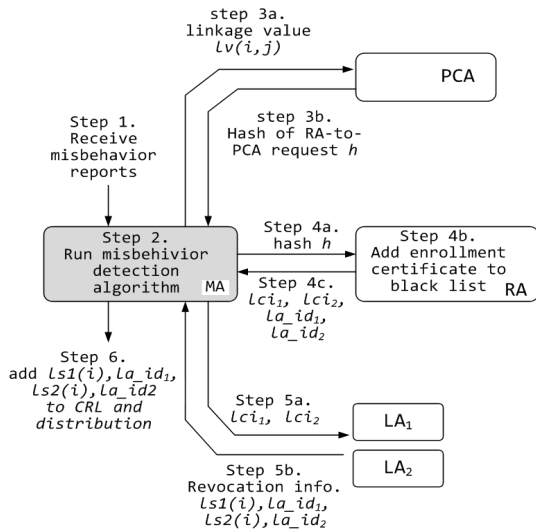 step 3a.
linkage value
lv(i,j)
PCA
step 3b.
Hash of RA-to-
PCA request h
Step 1.
Receive
misbehavior
reports
Step 2.
Run misbehivior
detection
algorithm
MA
Step 4a.
hash h
Step 4b.
Add enrollment
certificate to
black list
RA
Step 4c.
lci₁, lci₂
la_id₁,
la_id₂
Step 6.
add ls1(i),la_id₁,
ls2(i),la_id2
to CRL and
distribution
Step 5a.
lci₁, lci₂
LA₁
LA₂
Step 5b.
Revocation info.
ls1(i),la_id₁,
ls2(i),la_id₂